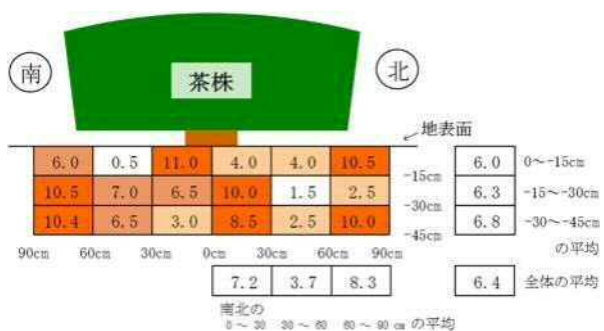 南
茶株
北
地表面
6.0 0.5 11.0 4.0 4.0 10.5 -15cm 6.0 0～-15cm
10.5 7.0 6.5 10.0 1.5 2.5 -30cm 6.3 -15～-30cm
10.4 6.5 3.0 8.5 2.5 10.0 -45cm 6.8 -30～-45cm
の平均
90cm 60cm 30cm 0cm 30cm 60cm 90cm
7.2 3.7 8.3 6.4 全体の平均
南北の
0～30 30～60 60～90 cm の平均